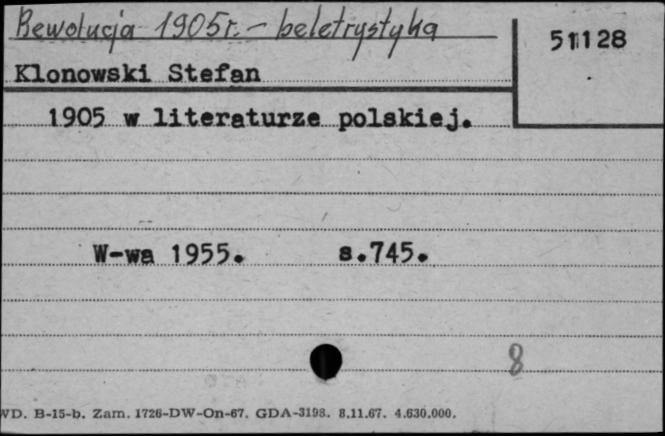 Rewolucja 1905r. - beletrystyka
51128
Klonowski Stefan
1905 w literaturze polskiej.
W-wa 1955. s.745.
8
WD. B-15-b. Zam. 1726-DW-On-67. GDA-3198. 8.11.67. 4.630.000.